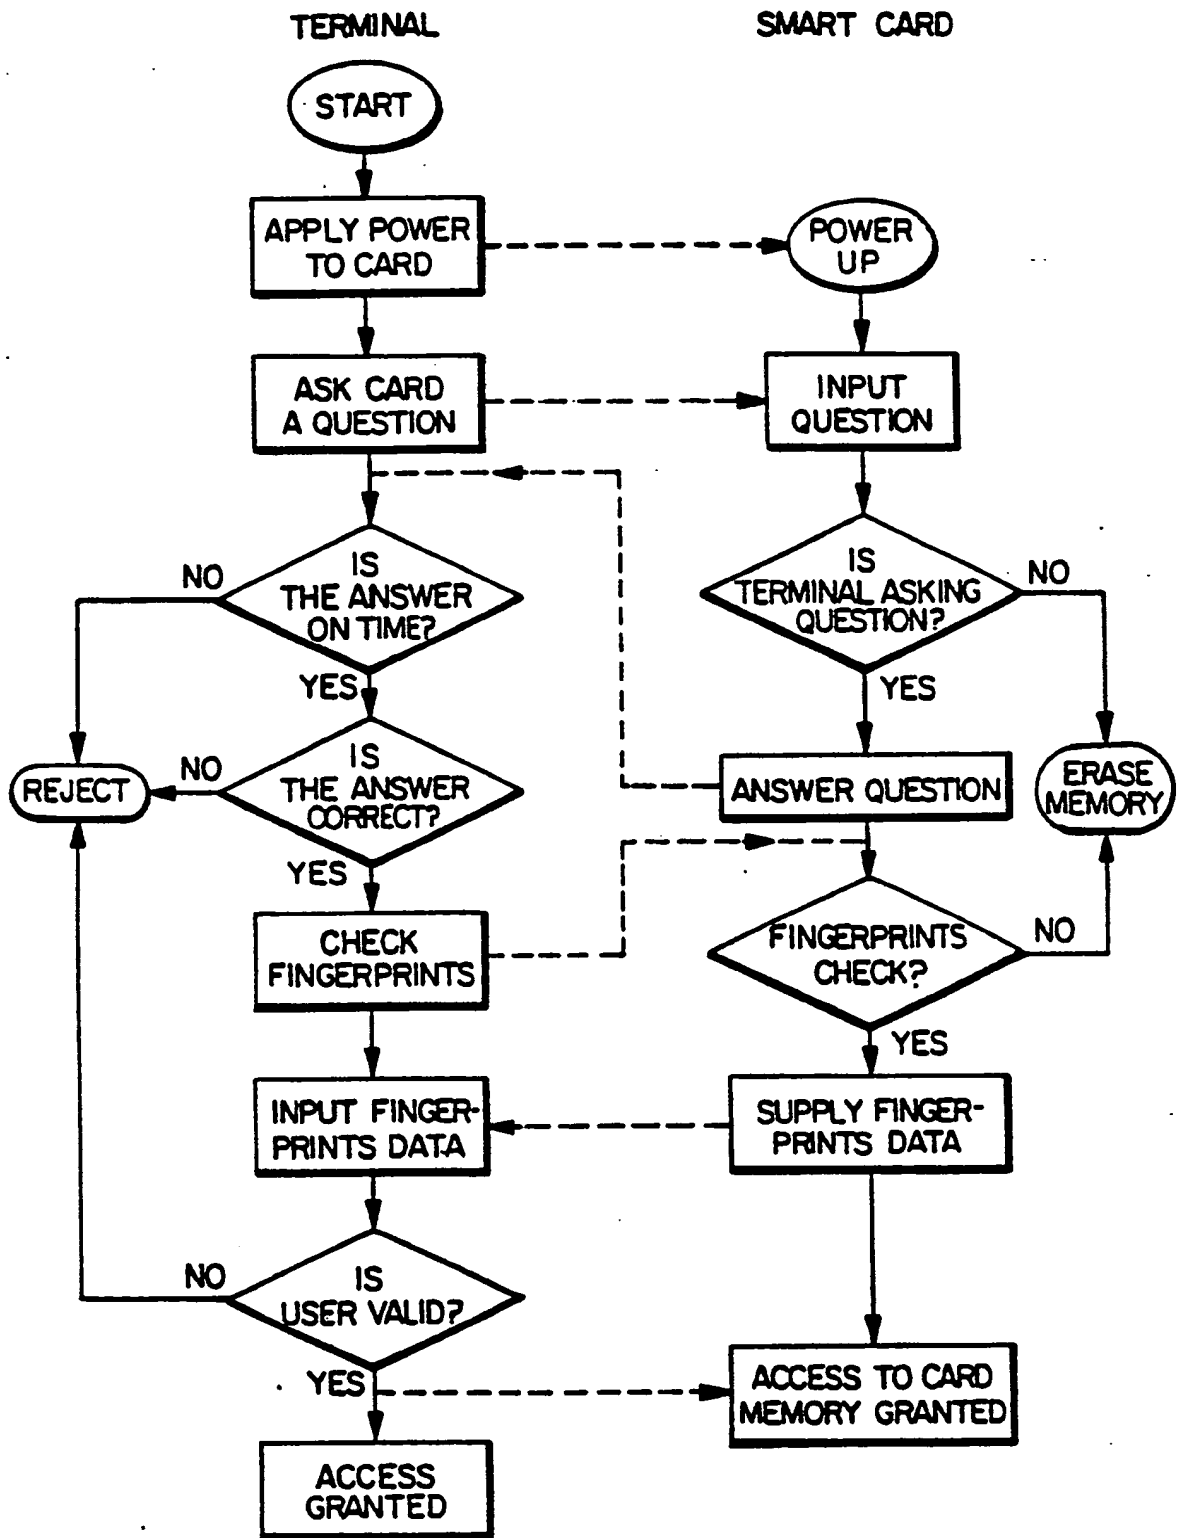 TERMINAL
SMART CARD
START
APPLY POWER
TO CARD
POWER
UP
ASK CARD
A QUESTION
INPUT
QUESTION
IS
THE ANSWER
ON TIME?
NO
YES
IS
TERMINAL ASKING
QUESTION?
NO
YES
REJECT
NO
IS
THE ANSWER
CORRECT?
YES
ANSWER QUESTION
ERASE
MEMORY
CHECK
FINGERPRINTS
FINGERPRINTS
CHECK?
NO
YES
INPUT FINGER-
PRINTS DATA
SUPPLY FINGER-
PRINTS DATA
NO
IS
USER VALID?
YES
ACCESS TO CARD
MEMORY GRANTED
ACCESS
GRANTED